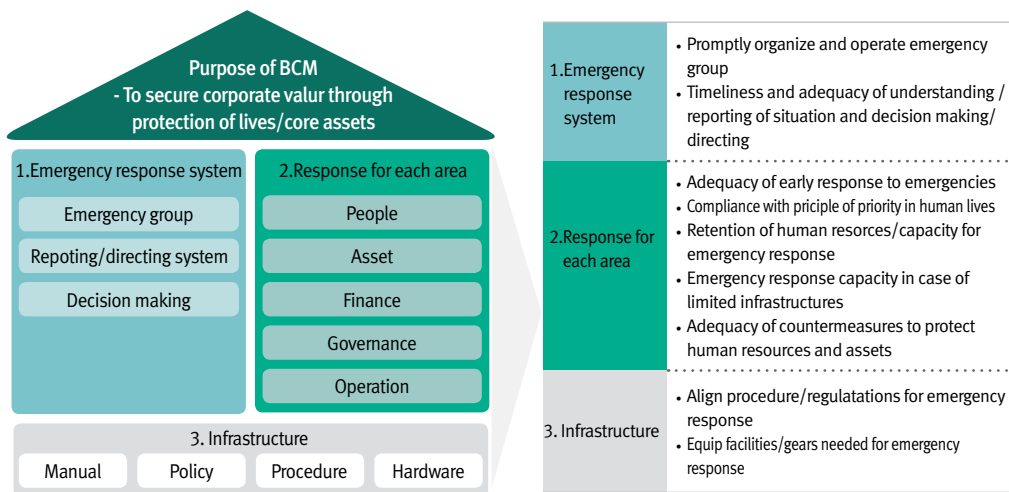 Purpose of BCM
- To secure corporate valur through
protection of lives/core assets
1.Emergency response system
Emergency group
Repoting/directing system
Decision making
2.Response for each area
People
Asset
Finance
Governance
Operation
3. Infrastructure
Manual
Policy
Procedure
Hardware
1.Emergency
response
system
• Promptly organize and operate emergency
group
• Timeliness and adequacy of understanding /
reporting of situation and decision making/
directing
2.Response for
each area
• Adequacy of early response to emergencies
• Compliance with priciple of priority in human lives
• Retention of human resorces/capacity for
emergency response
• Emergency response capacity in case of
limited infrastructures
• Adequacy of countermeasures to protect
human resources and assets
3. Infrastructure
• Align procedure/regulatations for emergency
response
• Equip facilities/gears needed for emergency
response